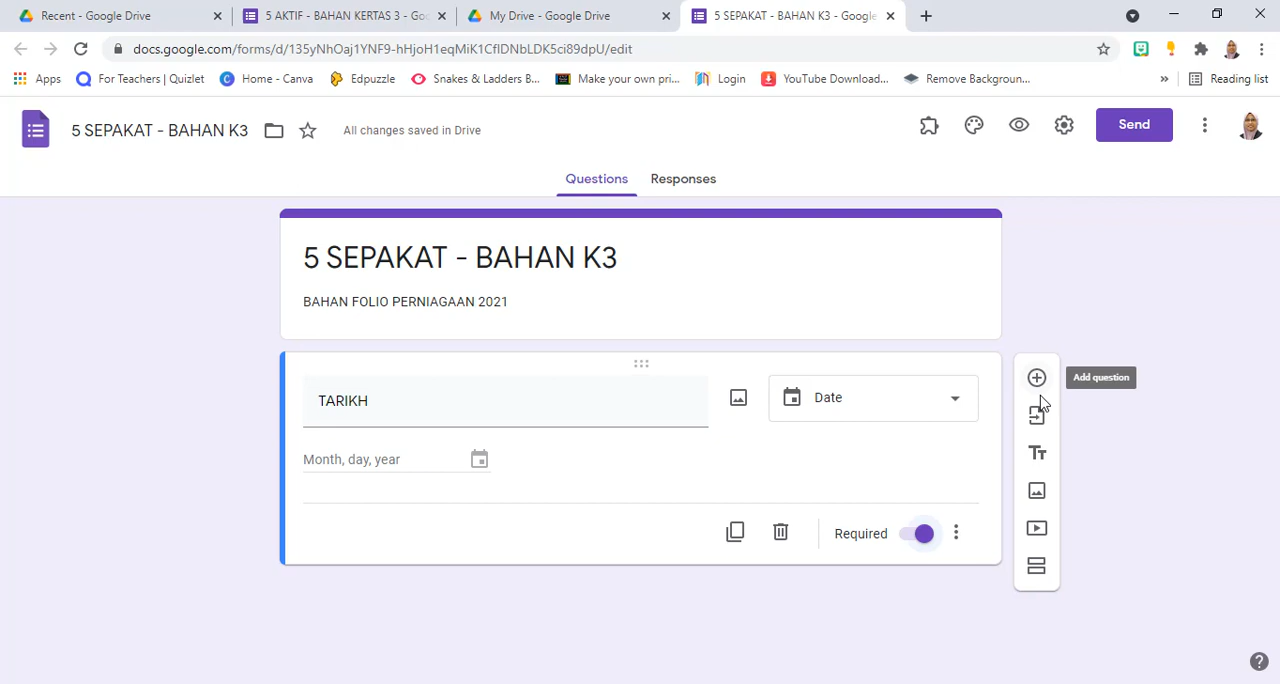 Recent - Google Drive
5 AKTIF - BAHAN KERTAS 3 - Go
My Drive - Google Drive
5 SEPAKAT - BAHAN K3 - Google
docs.google.com/forms/d/135yNhOaj1YNF9-hHjoH1eqMiK1CfIDNbLDK5ci89dpU/edit
Apps
For Teachers | Quizlet
Home - Canva
Edpuzzle
Snakes & Ladders B...
Make your own pri...
Login
YouTube Download...
Remove Backgroun...
»
Reading list
5 SEPAKAT - BAHAN K3
All changes saved in Drive
Send
Questions
Responses
5 SEPAKAT - BAHAN K3
BAHAN FOLIO PERNIAGAAN 2021
TARIKH
Date
Add question
Month, day, year
Required